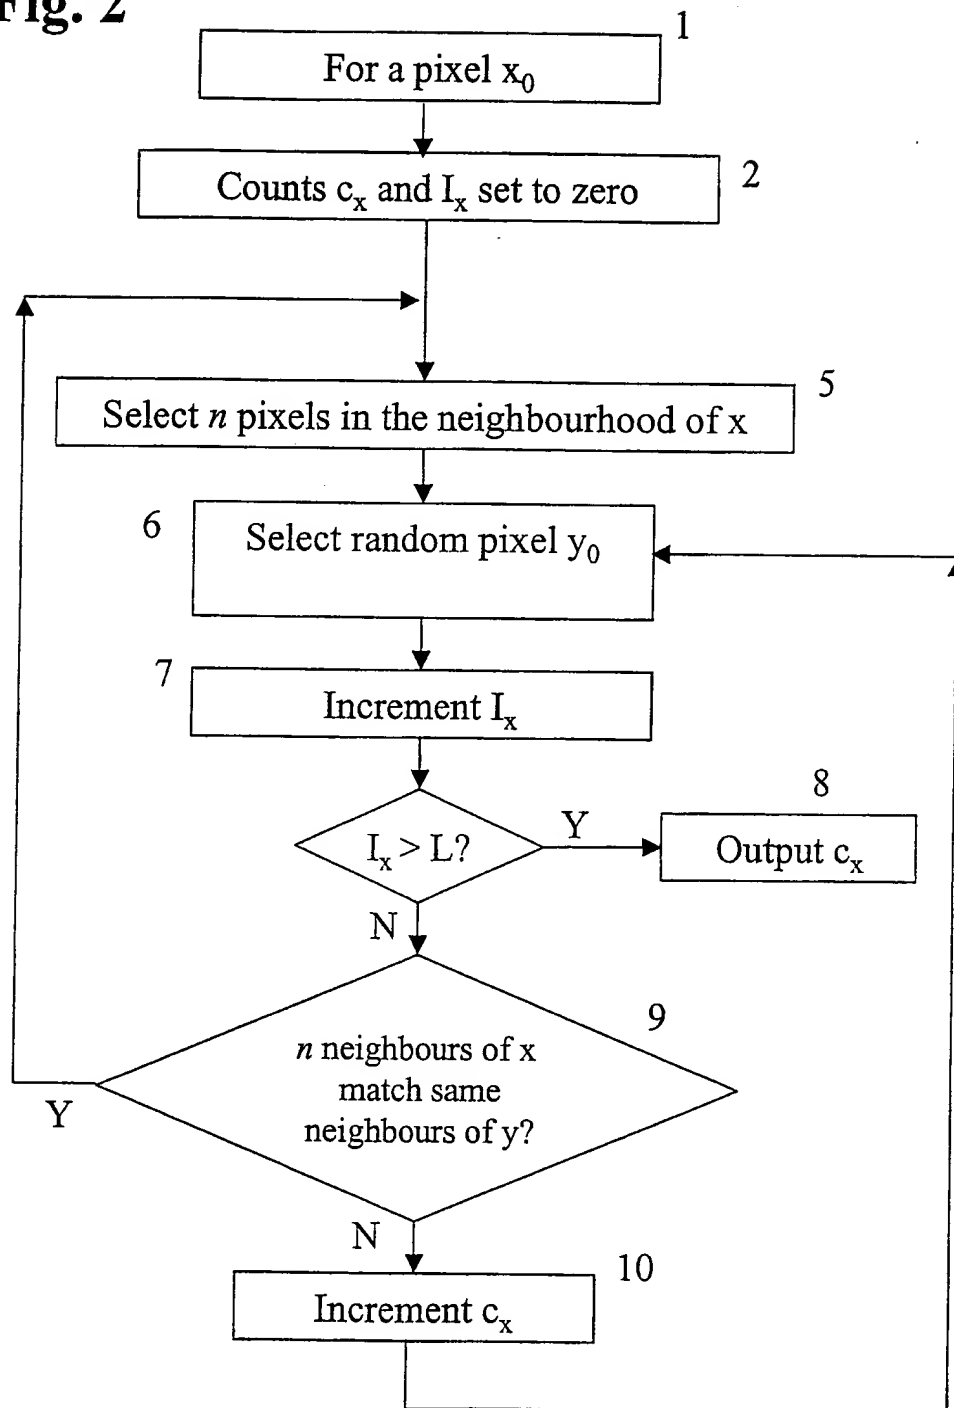 Fig. 2
1
For a pixel x₀
2
Counts cₓ and Iₓ set to zero
5
Select n pixels in the neighbourhood of x
6
Select random pixel y₀
7
Increment Iₓ
8
Iₓ > L?
Y
Output cₓ
N
9
n neighbours of x
match same
neighbours of y?
Y
N
10
Increment cₓ